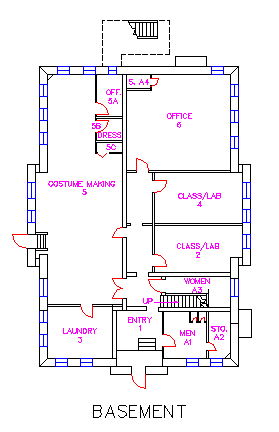 OFF.
5A
S. A4
OFFICE
6
5B
DRESS
5C
COSTUME MAKING
5
CLASS/LAB
4
CLASS/LAB
2
WOMEN
A3
UP
ENTRY
1
LAUNDRY
3
MEN
A1
STO.
A2
BASEMENT